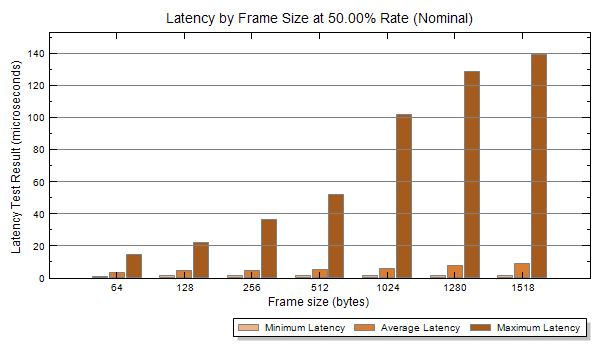 Latency by Frame Size at 50.00% Rate (Nominal)
Latency Test Result (microseconds)
140
120
100
80
60
40
20
0
64 128 256 512 1024 1280 1518
Frame size (bytes)
Minimum Latency Average Latency Maximum Latency